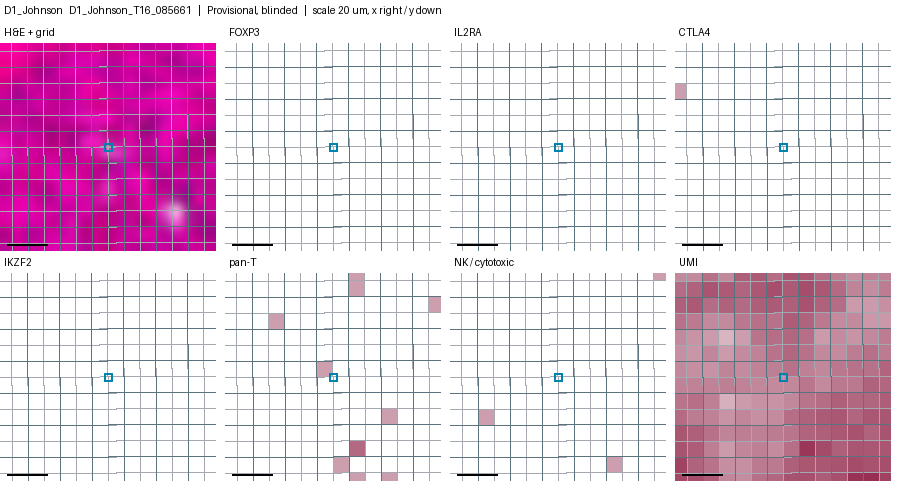 D1_Johnson D1_Johnson_T16_085661 | Provisional, blinded | scale 20 um, x right / y down
H&E + grid FOXP3 IL2RA CTLA4
IKZF2 pan-T NK / cytotoxic UMI